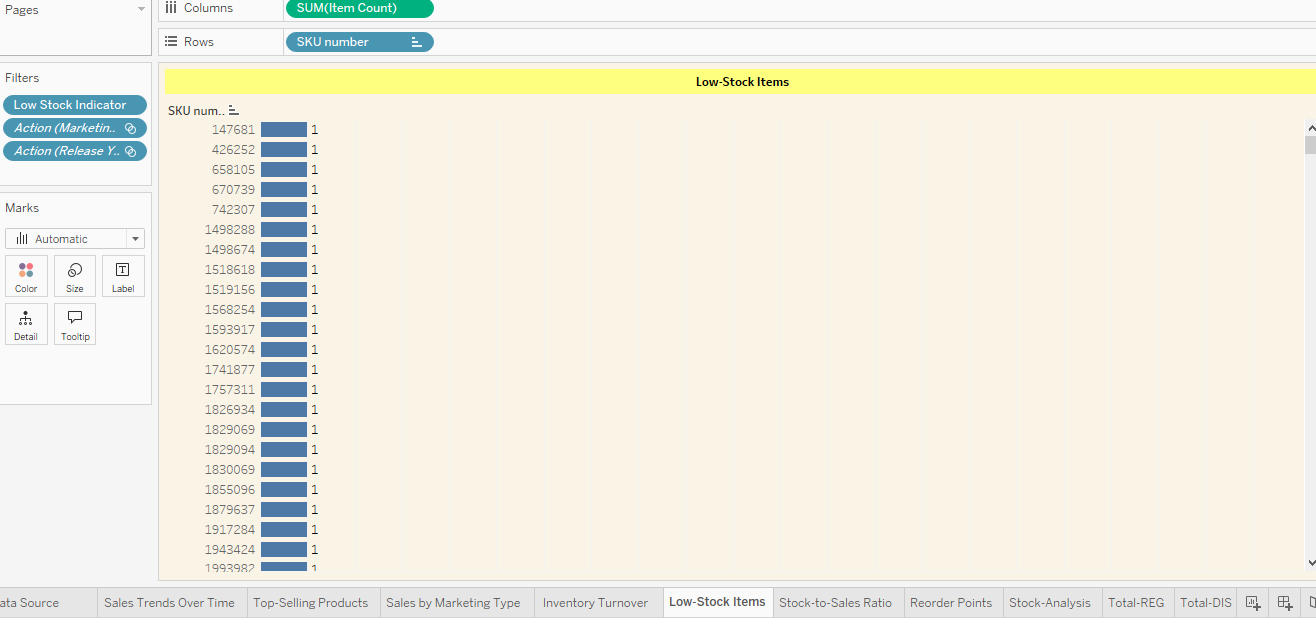 Pages
Columns
SUM(Item Count)
Rows
SKU number
Filters
Low Stock Indicator
Action (Marketin..
Action (Release Y..
Marks
Automatic
Color
Size
Label
Detail
Tooltip
Low-Stock Items
SKU num..
147681 1
426252 1
658105 1
670739 1
742307 1
1498288 1
1498674 1
1518618 1
1519156 1
1568254 1
1593917 1
1620574 1
1741877 1
1757311 1
1826934 1
1829069 1
1829094 1
1830069 1
1855096 1
1879637 1
1917284 1
1943424 1
1993982 1
ata Source
Sales Trends Over Time
Top-Selling Products
Sales by Marketing Type
Inventory Turnover
Low-Stock Items
Stock-to-Sales Ratio
Reorder Points
Stock-Analysis
Total-REG
Total-DIS